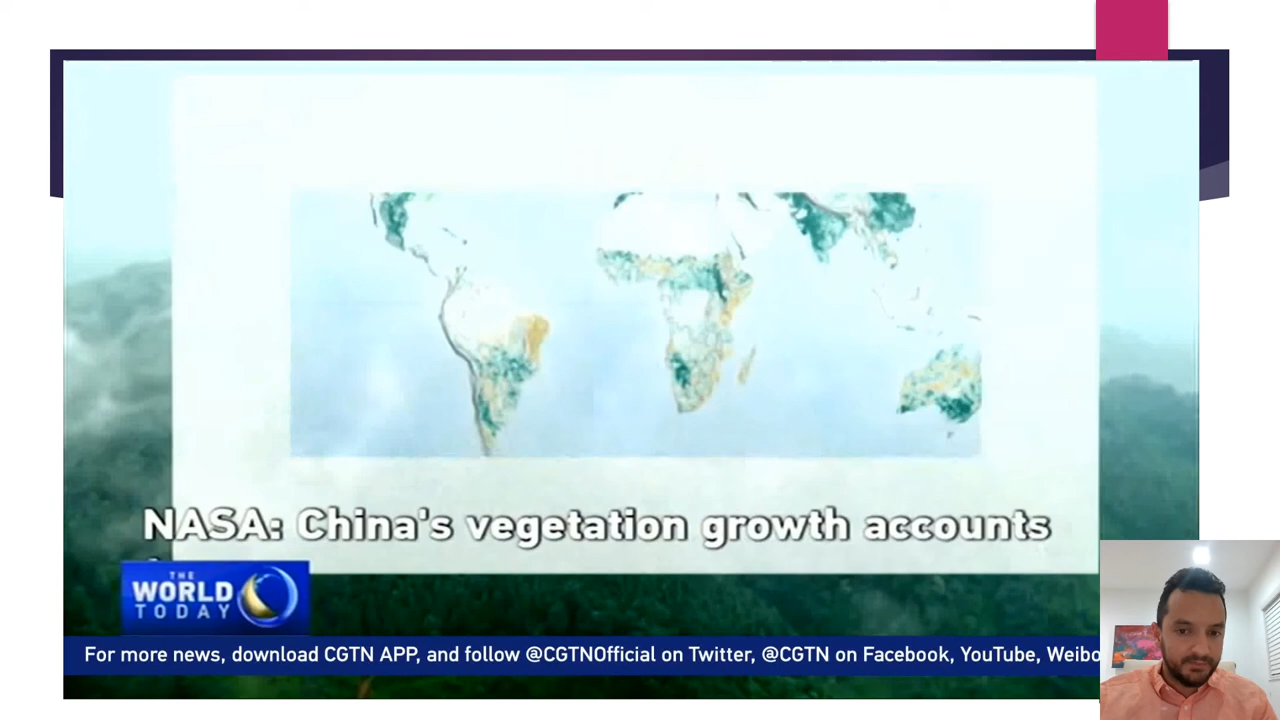 NASA: China's vegetation growth accounts
THE
WORLD
TODAY
For more news, download CGTN APP, and follow @CGTNOfficial on Twitter, @CGTN on Facebook, YouTube, Weibo